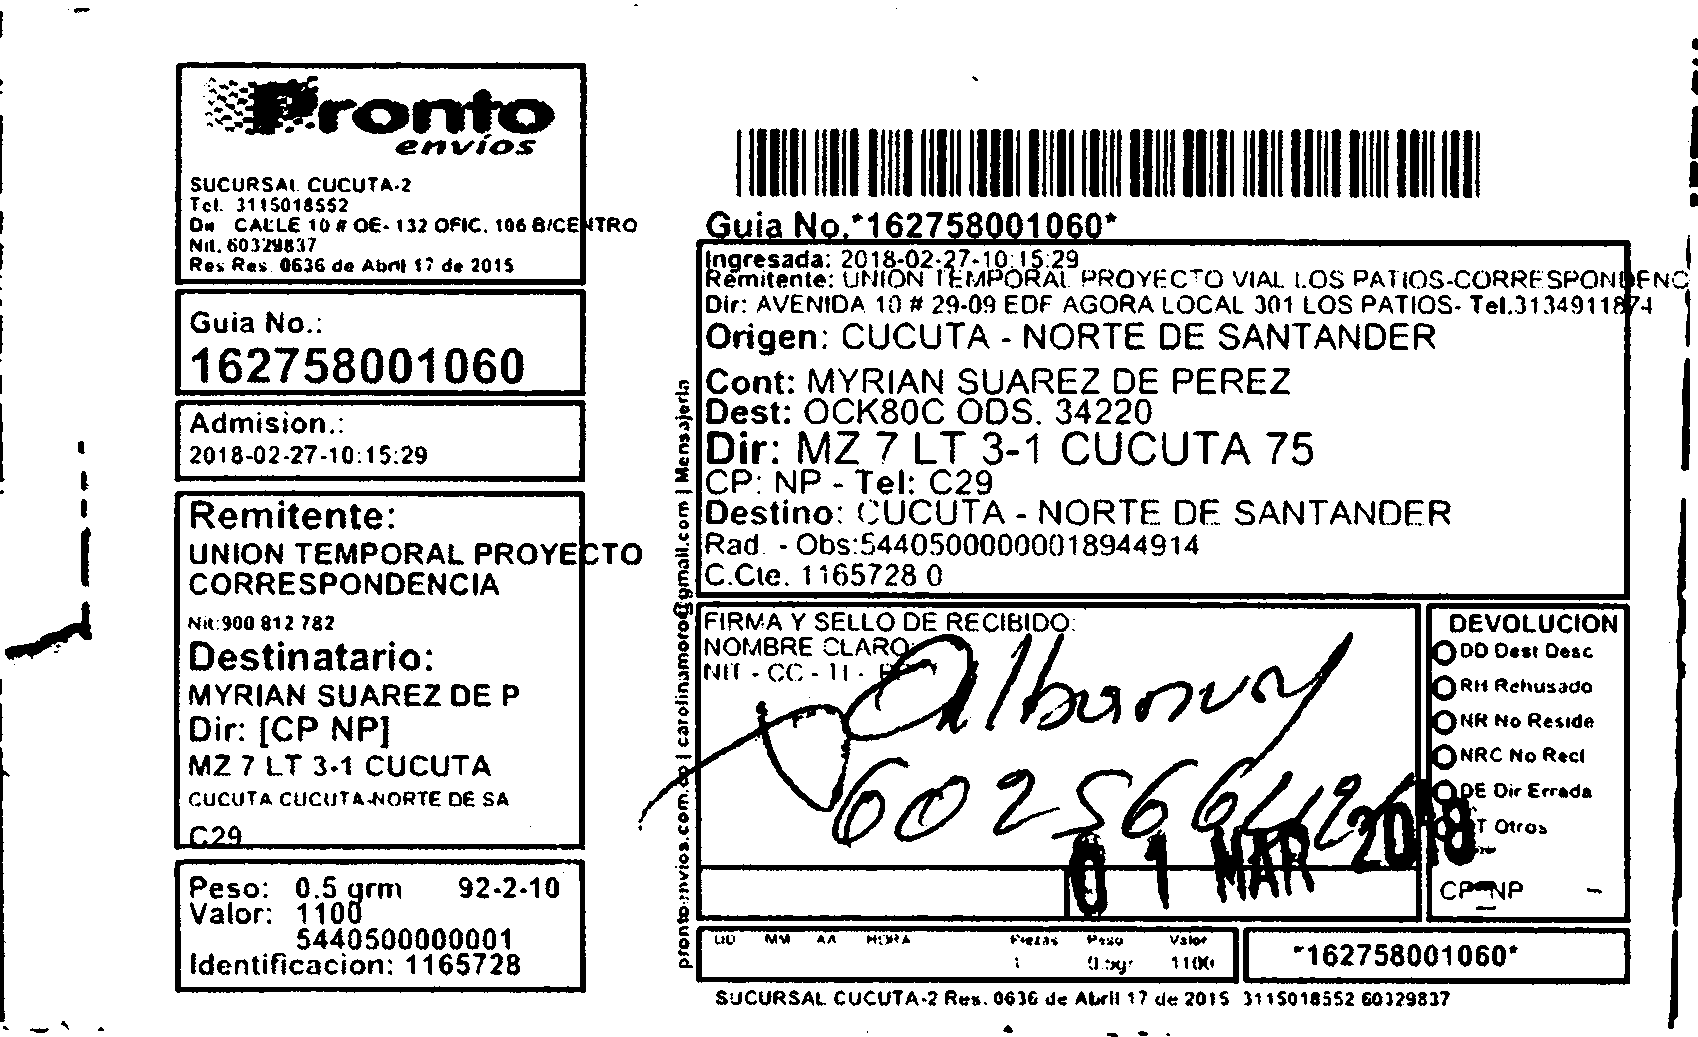 Pronto
envíos
SUCURSAL CUCUTA-2
Tel. 3115018552
CALLE 10 # OE- 132 OFIC. 106 B/CENTRO
Nit. 60329837
Res Res 0636 de Abril 17 de 2015
Guia No.:
162758001060
Admision.:
2018-02-27-10:15:29
Remitente:
UNION TEMPORAL PROYECTO
CORRESPONDENCIA
Nit:900 812 782
Destinatario:
MYRIAN SUAREZ DE P
Dir: [CP NP]
MZ 7 LT 3-1 CUCUTA
CUCUTA CUCUTA-NORTE DE SA
C29
Peso: 0.5 grm 92-2-10
Valor: 1100
5440500000001
Identificacion: 1165728
prontoenvios.com.co | carolinamoro@gmail.com | Mensajeria
Guia No.*162758001060*
Ingresada: 2018-02-27-10:15:29
Remitente: UNION TEMPORAL PROYECTO VIAL LOS PATIOS-CORRESPONDENC
Dir: AVENIDA 10 # 29-09 EDF AGORA LOCAL 301 LOS PATIOS- Tel.3134911874
Origen: CUCUTA - NORTE DE SANTANDER
Cont: MYRIAN SUAREZ DE PEREZ
Dest: OCK80C ODS. 34220
Dir: MZ 7 LT 3-1 CUCUTA 75
CP: NP - Tel: C29
Destino: CUCUTA - NORTE DE SANTANDER
Rad. - Obs:54405000000018944914
C.Cte. 1165728 0
FIRMA Y SELLO DE RECIBIDO:
NOMBRE CLARO
NIT - CC - TI -
01 MAR 2018
DEVOLUCION
DD Dest Desc
RH Rehusado
NR No Reside
NRC No Recl
DE Dir Errada
OT Otros
CP NP -
DD MM AA HORA Piezas Peso Valor
1 0.5gr 1100
*162758001060*
SUCURSAL CUCUTA-2 Res. 0636 de Abril 17 de 2015 3115018552 60329837